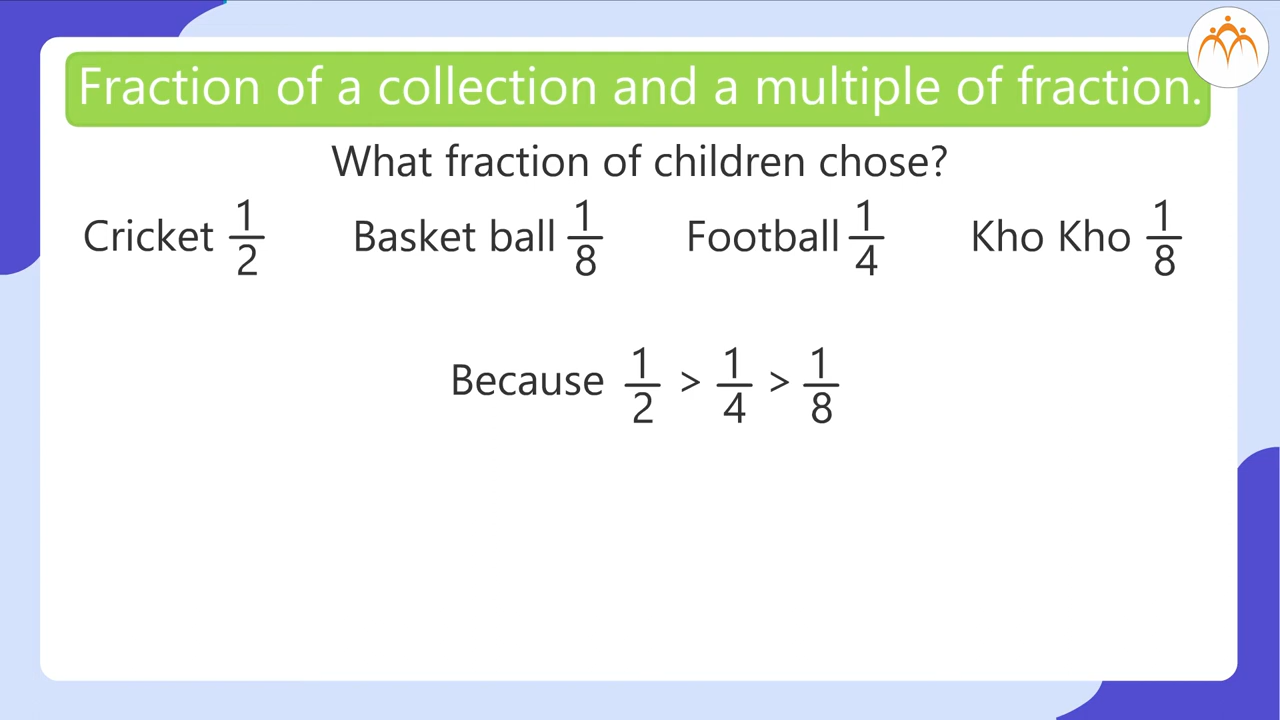 Fraction of a collection and a multiple of fraction.
What fraction of children chose?
Cricket 1/2 Basket ball 1/8 Football 1/4 Kho Kho 1/8
Because 1/2 > 1/4 > 1/8